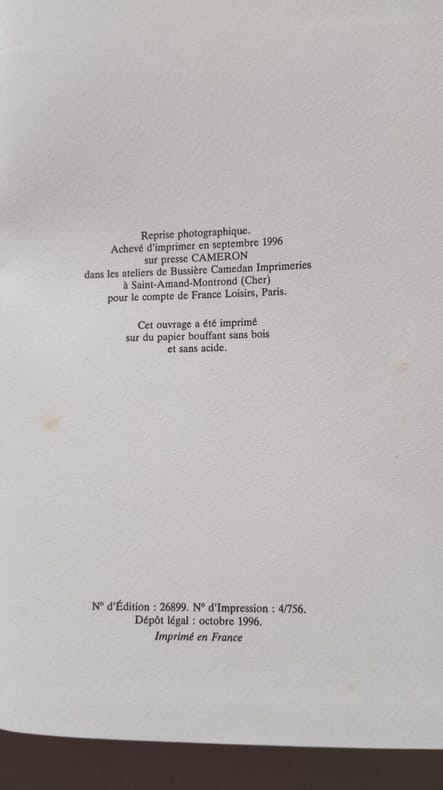 Reprise photographique.
Achevé d'imprimer en septembre 1996
sur presse CAMERON
dans les ateliers de Bussière Camedan Imprimeries
à Saint-Amand-Montrond (Cher)
pour le compte de France Loisirs, Paris.
Cet ouvrage a été imprimé
sur du papier bouffant sans bois
et sans acide.
N° d'Édition : 26899. N° d'Impression : 4/756.
Dépôt légal : octobre 1996.
Imprimé en France